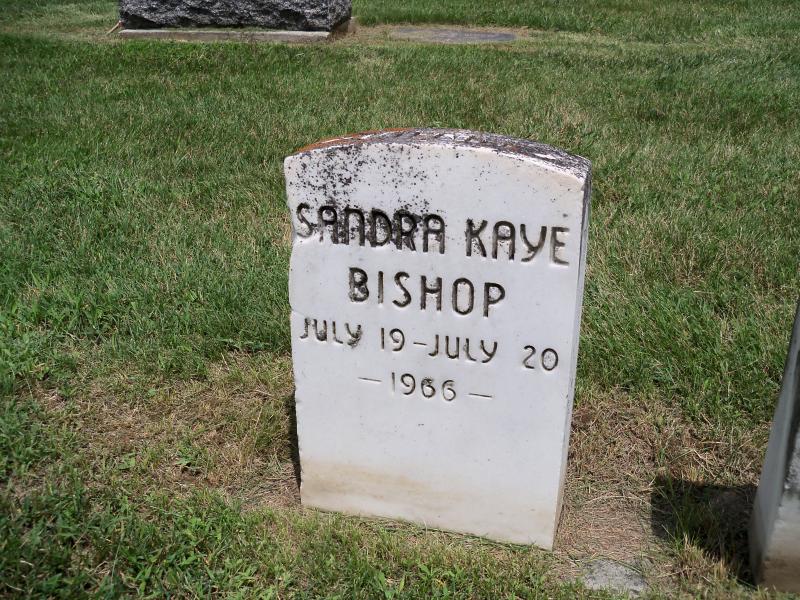 SANDRA KAYE
BISHOP
JULY 19-JULY 20
-1966-